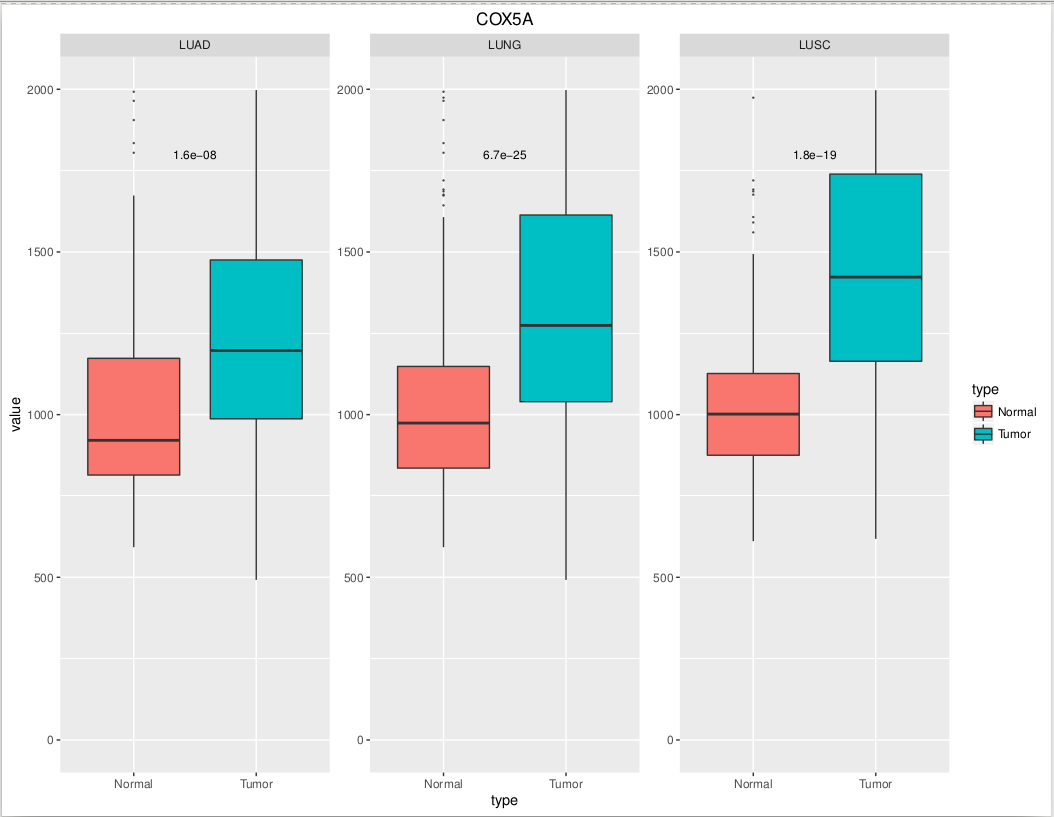 COX5A
LUAD
LUNG
LUSC
2000
1500
1000
500
0
1.6e−08
2000
1500
1000
500
0
6.7e−25
2000
1500
1000
500
0
1.8e−19
value
Normal
Tumor
Normal
Tumor
Normal
Tumor
type
type
Normal
Tumor